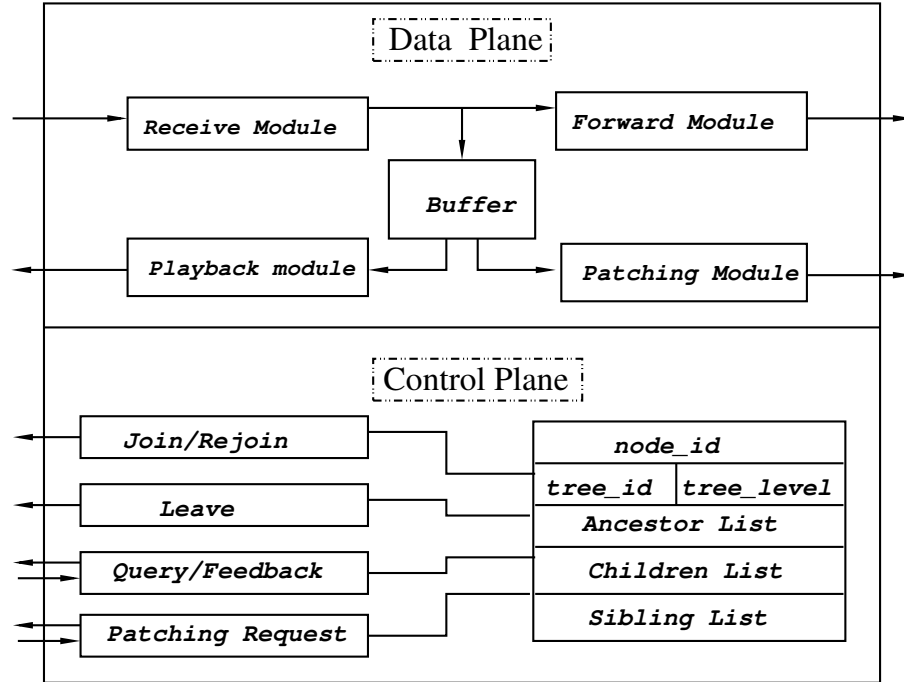 Data Plane
Receive Module
Forward Module
Buffer
Playback module
Patching Module
Control Plane
Join/Rejoin
Leave
Query/Feedback
Patching Request
node_id
tree_id
tree_level
Ancestor List
Children List
Sibling List